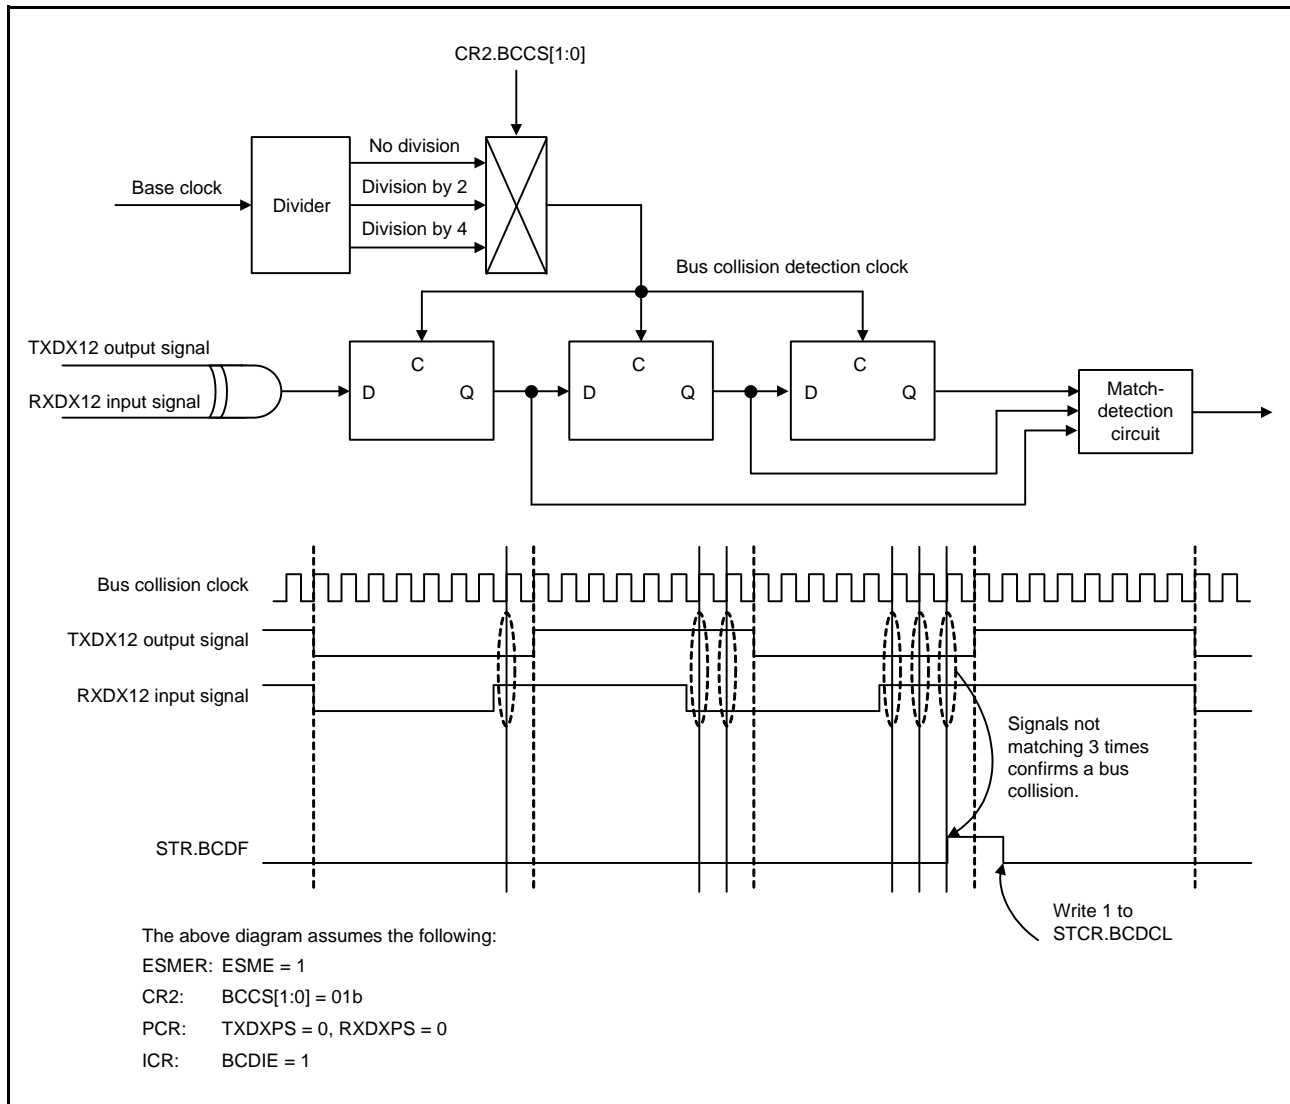 CR2.BCCS[1:0]
No division
Base clock
Divider
Division by 2
Division by 4
Bus collision detection clock
TXDX12 output signal
RXDX12 input signal
C
D
Q
C
D
Q
C
D
Q
Match-
detection
circuit
Bus collision clock
TXDX12 output signal
RXDX12 input signal
Signals not
matching 3 times
confirms a bus
collision.
STR.BCDF
Write 1 to
STCR.BCDCL
The above diagram assumes the following:
ESMER: ESME = 1
CR2: BCCS[1:0] = 01b
PCR: TXDXPS = 0, RXDXPS = 0
ICR: BCDIE = 1